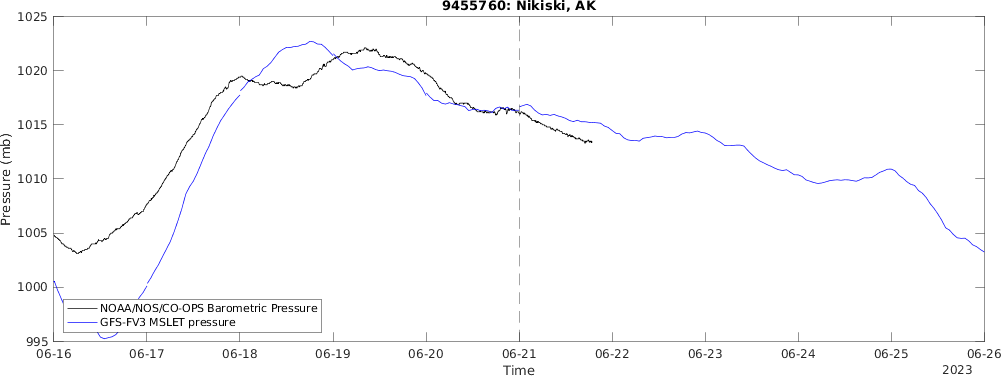 9455760: Nikiski, AK
1025
1020
1015
1010
1005
1000
995
Pressure (mb)
NOAA/NOS/CO-OPS Barometric Pressure
GFS-FV3 MSLET pressure
06-16 06-17 06-18 06-19 06-20 06-21 06-22 06-23 06-24 06-25 06-26
Time
2023